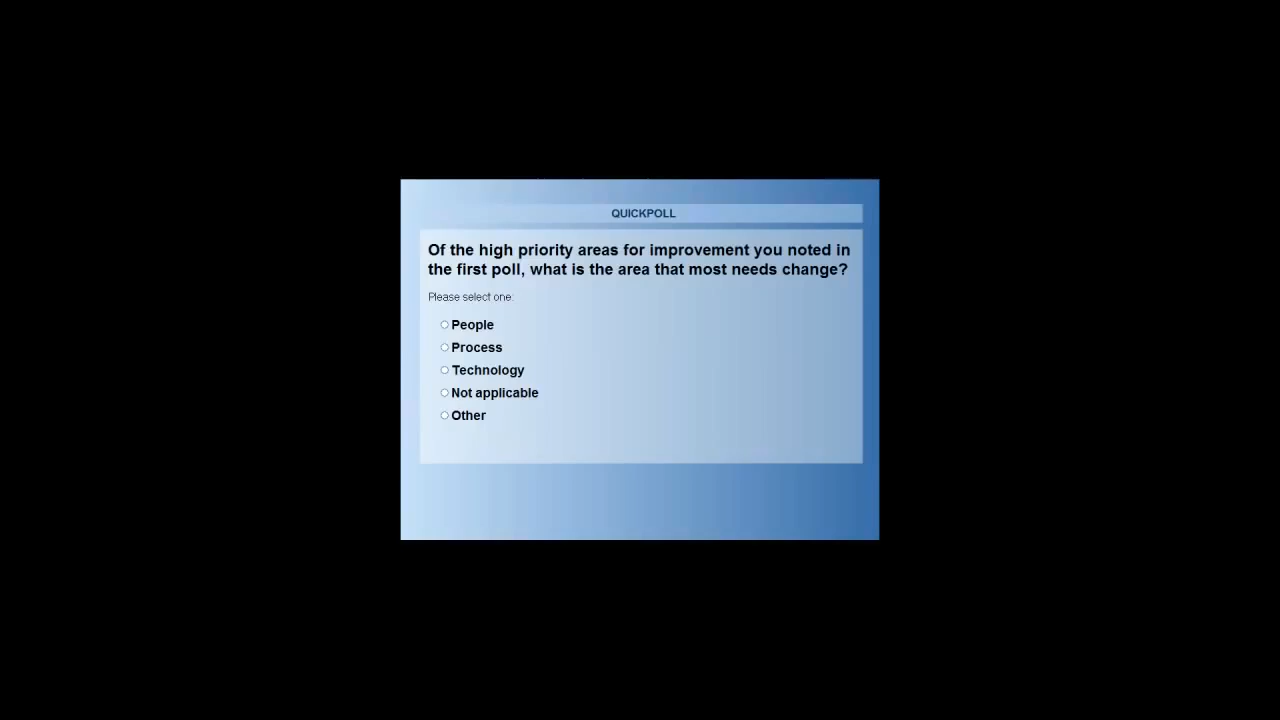 QUICKPOLL
Of the high priority areas for improvement you noted in
the first poll, what is the area that most needs change?
Please select one:
People
Process
Technology
Not applicable
Other